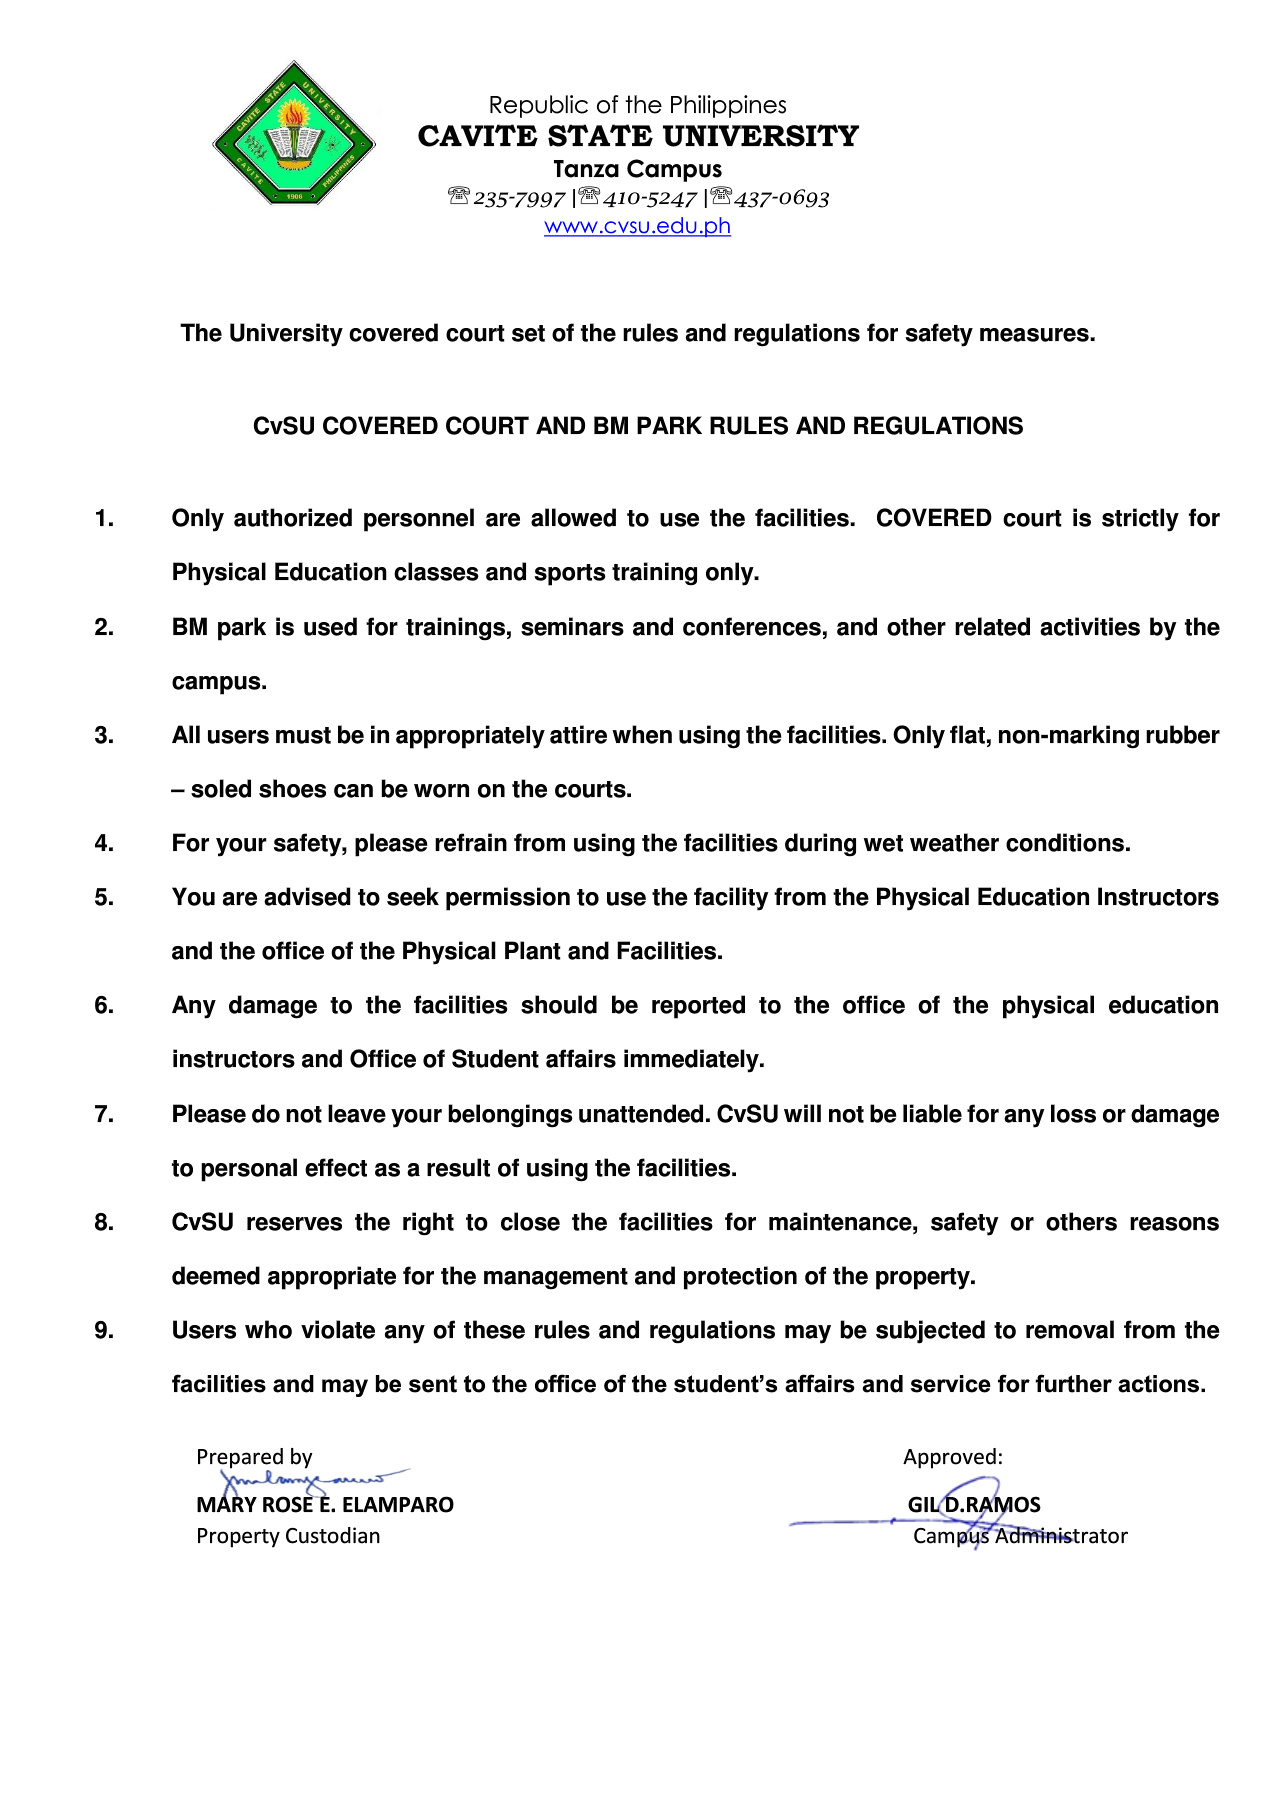 CAVITE STATE UNIVERSITY
CAVITE PHILIPPINES
1906
Republic of the Philippines
CAVITE STATE UNIVERSITY
Tanza Campus
☏235-7997 |☏410-5247 |☏437-0693
www.cvsu.edu.ph
The University covered court set of the rules and regulations for safety measures.
CvSU COVERED COURT AND BM PARK RULES AND REGULATIONS
1. Only authorized personnel are allowed to use the facilities. COVERED court is strictly for
Physical Education classes and sports training only.
2. BM park is used for trainings, seminars and conferences, and other related activities by the
campus.
3. All users must be in appropriately attire when using the facilities. Only flat, non-marking rubber
– soled shoes can be worn on the courts.
4. For your safety, please refrain from using the facilities during wet weather conditions.
5. You are advised to seek permission to use the facility from the Physical Education Instructors
and the office of the Physical Plant and Facilities.
6. Any damage to the facilities should be reported to the office of the physical education
instructors and Office of Student affairs immediately.
7. Please do not leave your belongings unattended. CvSU will not be liable for any loss or damage
to personal effect as a result of using the facilities.
8. CvSU reserves the right to close the facilities for maintenance, safety or others reasons
deemed appropriate for the management and protection of the property.
9. Users who violate any of these rules and regulations may be subjected to removal from the
facilities and may be sent to the office of the student’s affairs and service for further actions.
Prepared by Approved:
MARY ROSE E. ELAMPARO GIL D.RAMOS
Property Custodian Campus Administrator